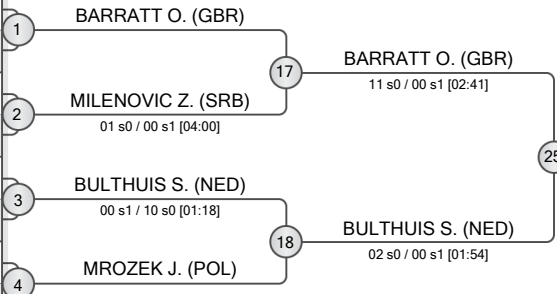 BARRATT O. (GBR)
1
17
BARRATT O. (GBR)
11 s0 / 00 s1 [02:41]
MILENOVIC Z. (SRB)
2
01 s0 / 00 s1 [04:00]
25
BULTHUIS S. (NED)
3
00 s1 / 10 s0 [01:18]
18
BULTHUIS S. (NED)
02 s0 / 00 s1 [01:54]
MROZEK J. (POL)
4